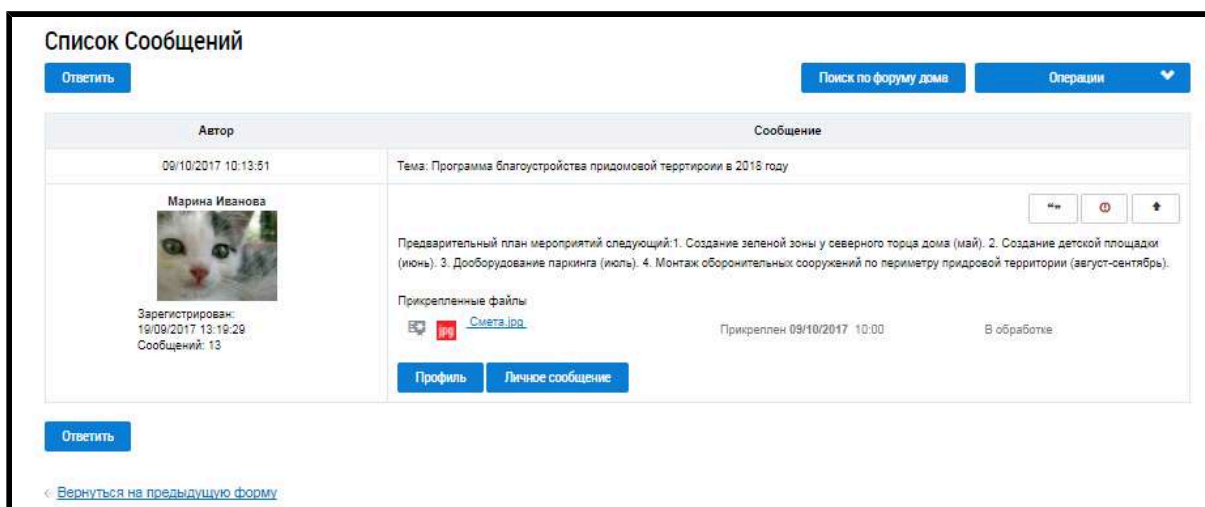 Список Сообщений
Ответить
Поиск по форуму дома
Операции
Автор
Сообщение
09/10/2017 10:13:51
Тема: Программа благоустройства придомовой терртироии в 2018 году
Марина Иванова
Предварительный план мероприятий следующий:1. Создание зеленой зоны у северного торца дома (май). 2. Создание детской площадки
(июнь). 3. Дооборудование паркинга (июль). 4. Монтаж оборонительных сооружений по периметру придровой территории (август-сентябрь).
Зарегистрирован:
19/09/2017 13:19:29
Сообщений: 13
Прикрепленные файлы
jpg
Смета.jpg
Прикреплен 09/10/2017 10:00
В обработке
Профиль
Личное сообщение
Ответить
Вернуться на предыдущую форму